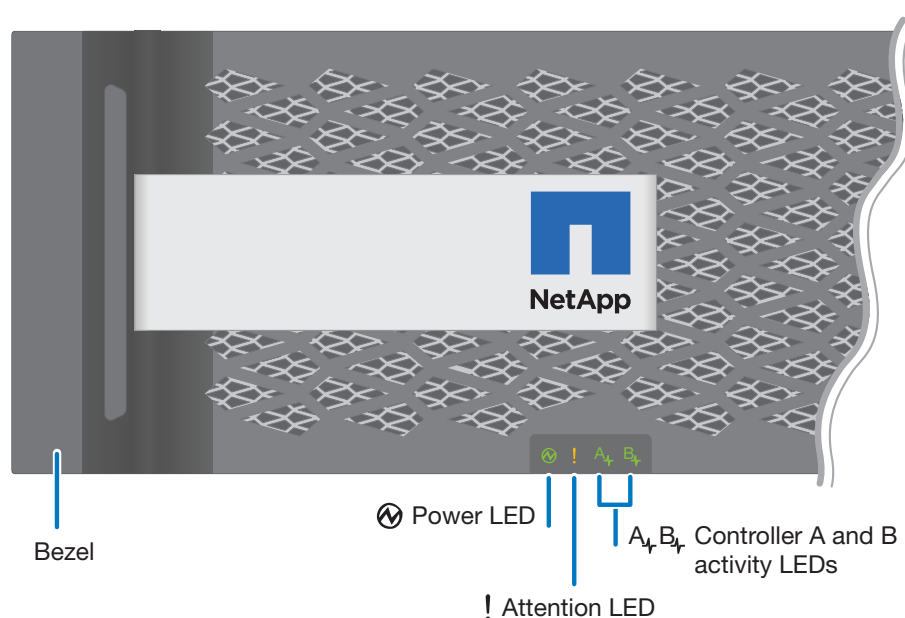 NetApp
! A B
Power LED
A B Controller A and B
activity LEDs
Bezel
! Attention LED